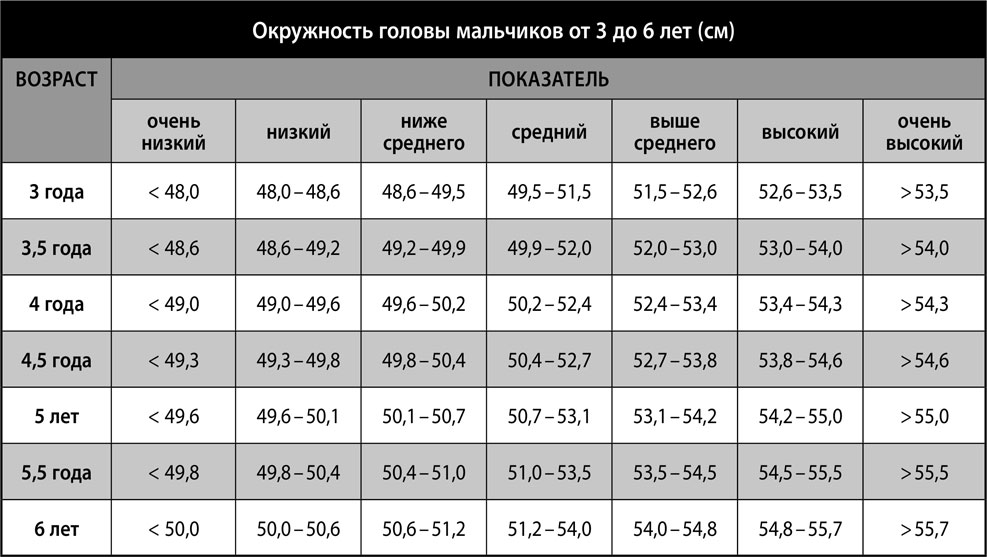 Окружность головы мальчиков от 3 до 6 лет (см)
ВОЗРАСТ ПОКАЗАТЕЛЬ
очень низкий низкий ниже среднего средний выше среднего высокий очень высокий
3 года < 48,0 48,0 – 48,6 48,6 – 49,5 49,5 – 51,5 51,5 – 52,6 52,6 – 53,5 > 53,5
3,5 года < 48,6 48,6 – 49,2 49,2 – 49,9 49,9 – 52,0 52,0 – 53,0 53,0 – 54,0 > 54,0
4 года < 49,0 49,0 – 49,6 49,6 – 50,2 50,2 – 52,4 52,4 – 53,4 53,4 – 54,3 > 54,3
4,5 года < 49,3 49,3 – 49,8 49,8 – 50,4 50,4 – 52,7 52,7 – 53,8 53,8 – 54,6 > 54,6
5 лет < 49,6 49,6 – 50,1 50,1 – 50,7 50,7 – 53,1 53,1 – 54,2 54,2 – 55,0 > 55,0
5,5 года < 49,8 49,8 – 50,4 50,4 – 51,0 51,0 – 53,5 53,5 – 54,5 54,5 – 55,5 > 55,5
6 лет < 50,0 50,0 – 50,6 50,6 – 51,2 51,2 – 54,0 54,0 – 54,8 54,8 – 55,7 > 55,7